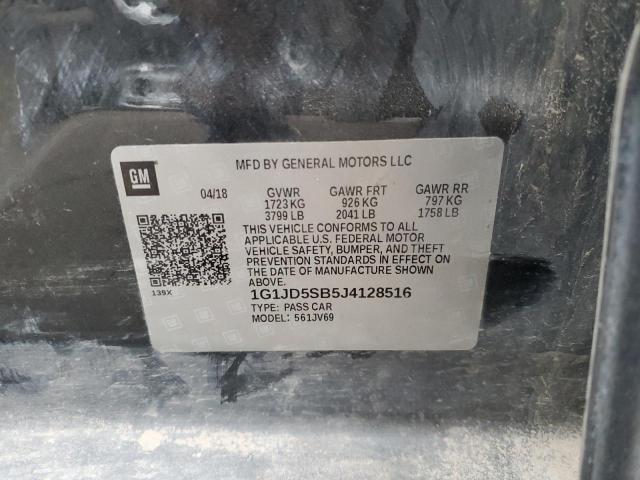 GM
MFD BY GENERAL MOTORS LLC
04/18 GVWR GAWR FRT GAWR RR
1723 KG 926 KG 797 KG
3799 LB 2041 LB 1758 LB
THIS VEHICLE CONFORMS TO ALL
APPLICABLE U.S. FEDERAL MOTOR
VEHICLE SAFETY, BUMPER, AND THEFT
PREVENTION STANDARDS IN EFFECT ON
THE DATE OF MANUFACTURE SHOWN
ABOVE.
139X
1G1JD5SB5J4128516
TYPE: PASS CAR
MODEL: 561JV69